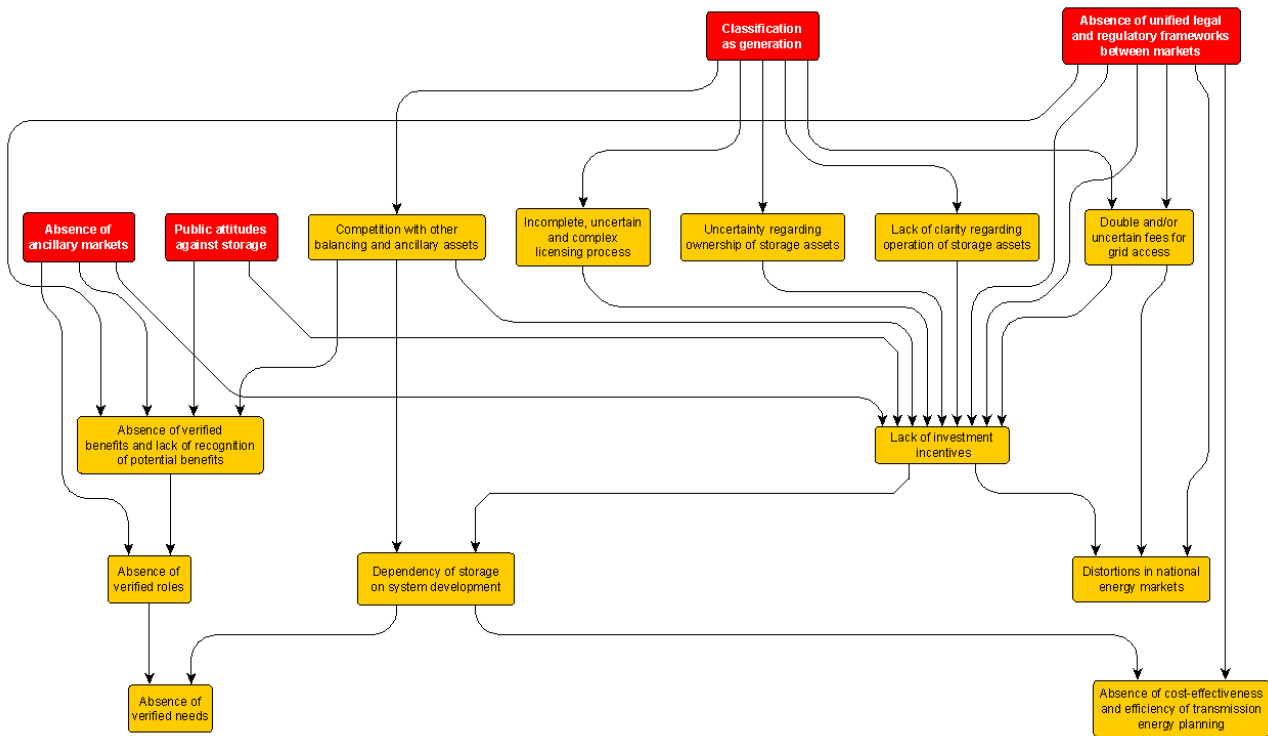 Classification
as generation
Absence of unified legal
and regulatory frameworks
between markets
Absence of
ancillary markets
Public attitudes
against storage
Competition with other
balancing and ancillary assets
Incomplete, uncertain
and complex
licensing process
Uncertainty regarding
ownership of storage assets
Lack of clarity regarding
operation of storage assets
Double and/or
uncertain fees for
grid access
Absence of verified
benefits and lack of recognition
of potential benefits
Lack of investment
incentives
Absence of
verified roles
Dependency of storage
on system development
Distortions in national
energy markets
Absence of
verified needs
Absence of cost-effectiveness
and efficiency of transmission
energy planning